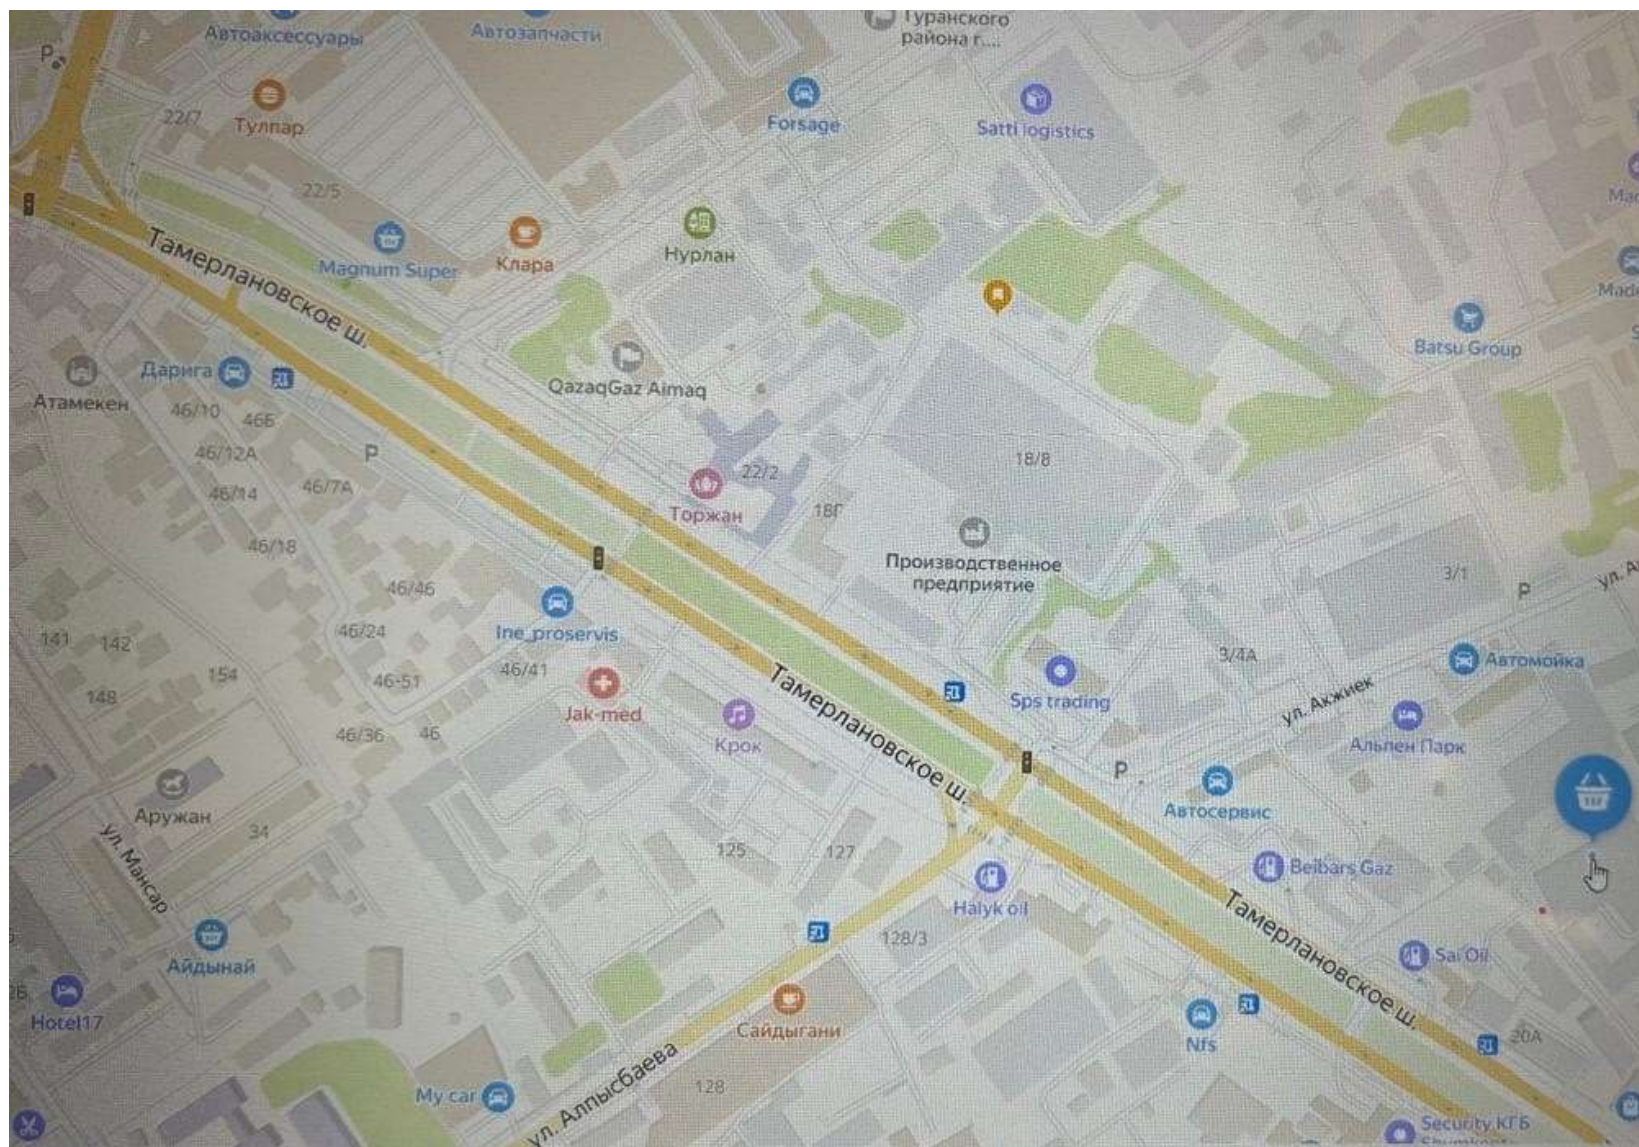 Туранского
района г....
Автоаксессуары
Автозапчасти
P
22/7
Тулпар
Forsage
Satti logistics
22/5
Magnum Super
Клара
Нурлан
Тамерлановское ш.
Batsu Group
QazaqGaz Aimaq
Дарига
Атамекен
46/10
46Б
46/12А
46/14
46/7А
P
46/18
22/2
Торжан
18Г
18/8
Производственное
предприятие
3/1
P
46/46
46/24
Ine_proservis
46/41
46-51
46/36
46
Jak-med
Крок
141
142
154
148
Тамерлановское ш.
Sps trading
3/4А
ул. Акжиек
Автомойка
Альпен Парк
P
Автосервис
Аружан
34
ул. Мансар
125
127
Beibars Gaz
Halyk oil
128/3
Тамерлановское ш.
Sai Oil
Айдынай
Hotel17
Сайдыгани
Nfs
20А
My car
128
ул. Алпысбаева
Security КГБ